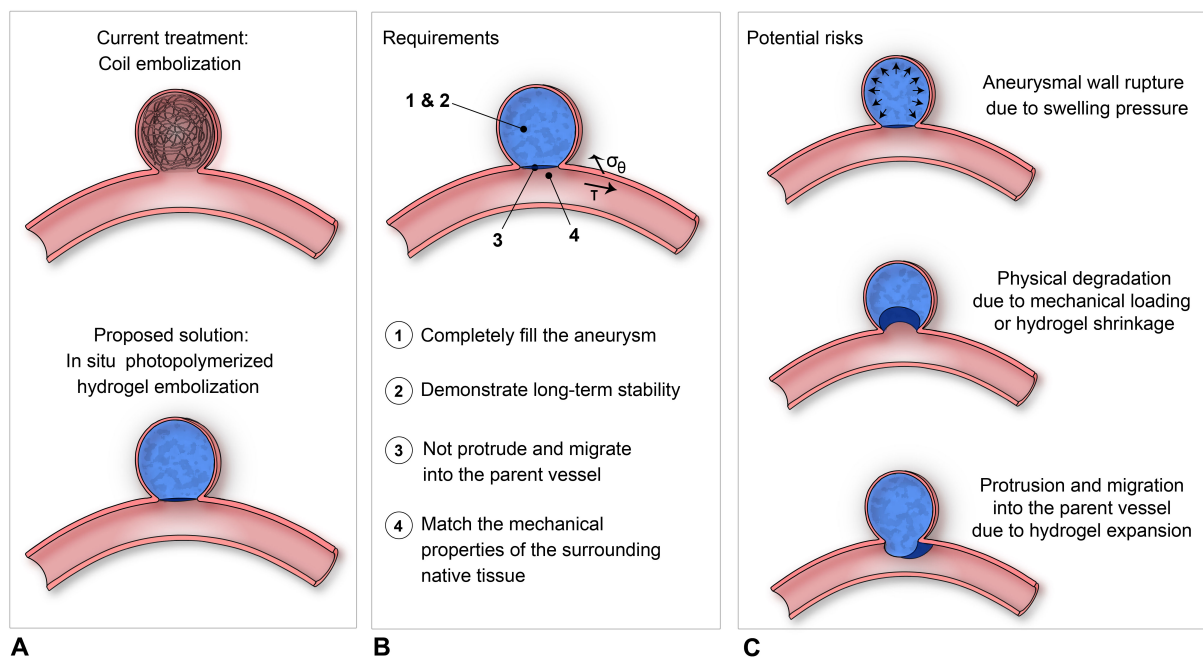 Current treatment:
Coil embolization
Proposed solution:
In situ photopolymerized
hydrogel embolization
A
Requirements
1 & 2
σθ
τ
3
4
1 Completely fill the aneurysm
2 Demonstrate long-term stability
3 Not protrude and migrate
into the parent vessel
4 Match the mechanical
properties of the surrounding
native tissue
B
Potential risks
Aneurysmal wall rupture
due to swelling pressure
Physical degradation
due to mechanical loading
or hydrogel shrinkage
Protrusion and migration
into the parent vessel
due to hydrogel expansion
C